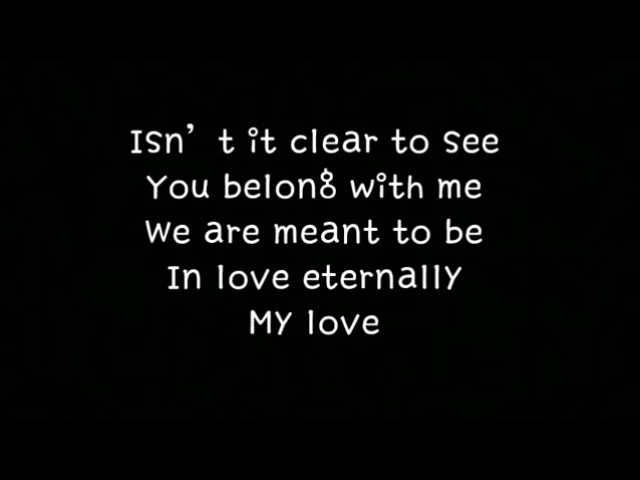 Isn't it clear to see
You belong with me
We are meant to be
In love eternally
My love